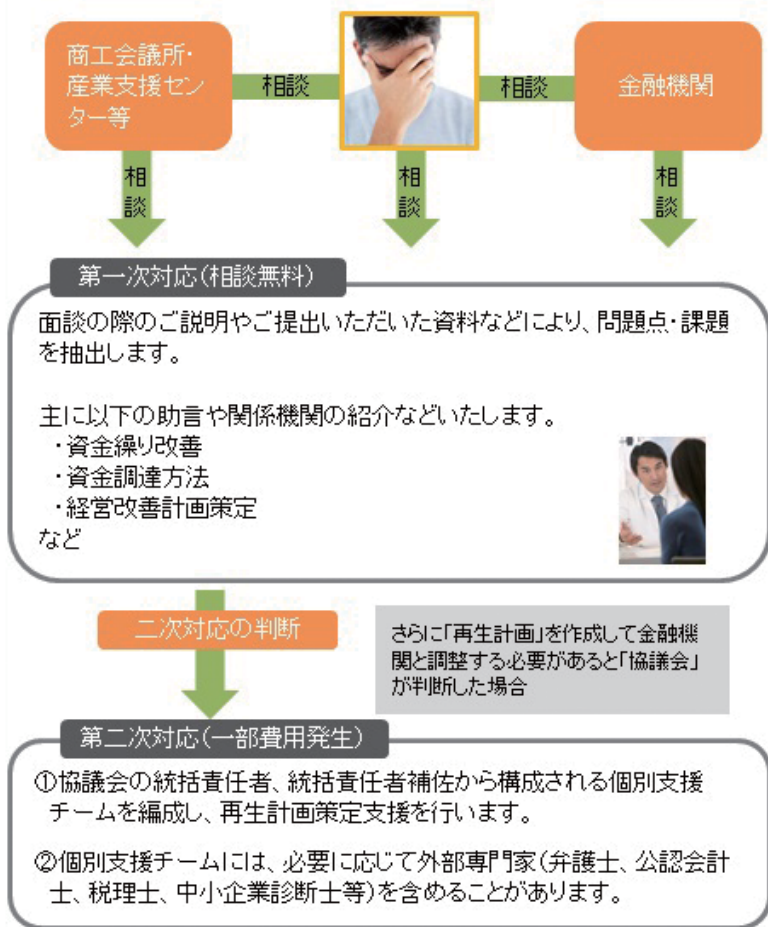 商工会議所・
産業支援セン
ター等
相談
相談
金融機関
相
談
相
談
相
談
第一次対応(相談無料)
面談の際のご説明やご提出いただいた資料などにより、問題点・課題
を抽出します。
主に以下の助言や関係機関の紹介などいたします。
・資金繰り改善
・資金調達方法
・経営改善計画策定
など
二次対応の判断
さらに「再生計画」を作成して金融機
関と調整する必要があると「協議会」
が判断した場合
第二次対応(一部費用発生)
①協議会の統括責任者、統括責任者補佐から構成される個別支援
チームを編成し、再生計画策定支援を行います。
②個別支援チームには、必要に応じて外部専門家(弁護士、公認会計
士、税理士、中小企業診断士等)を含めることがあります。